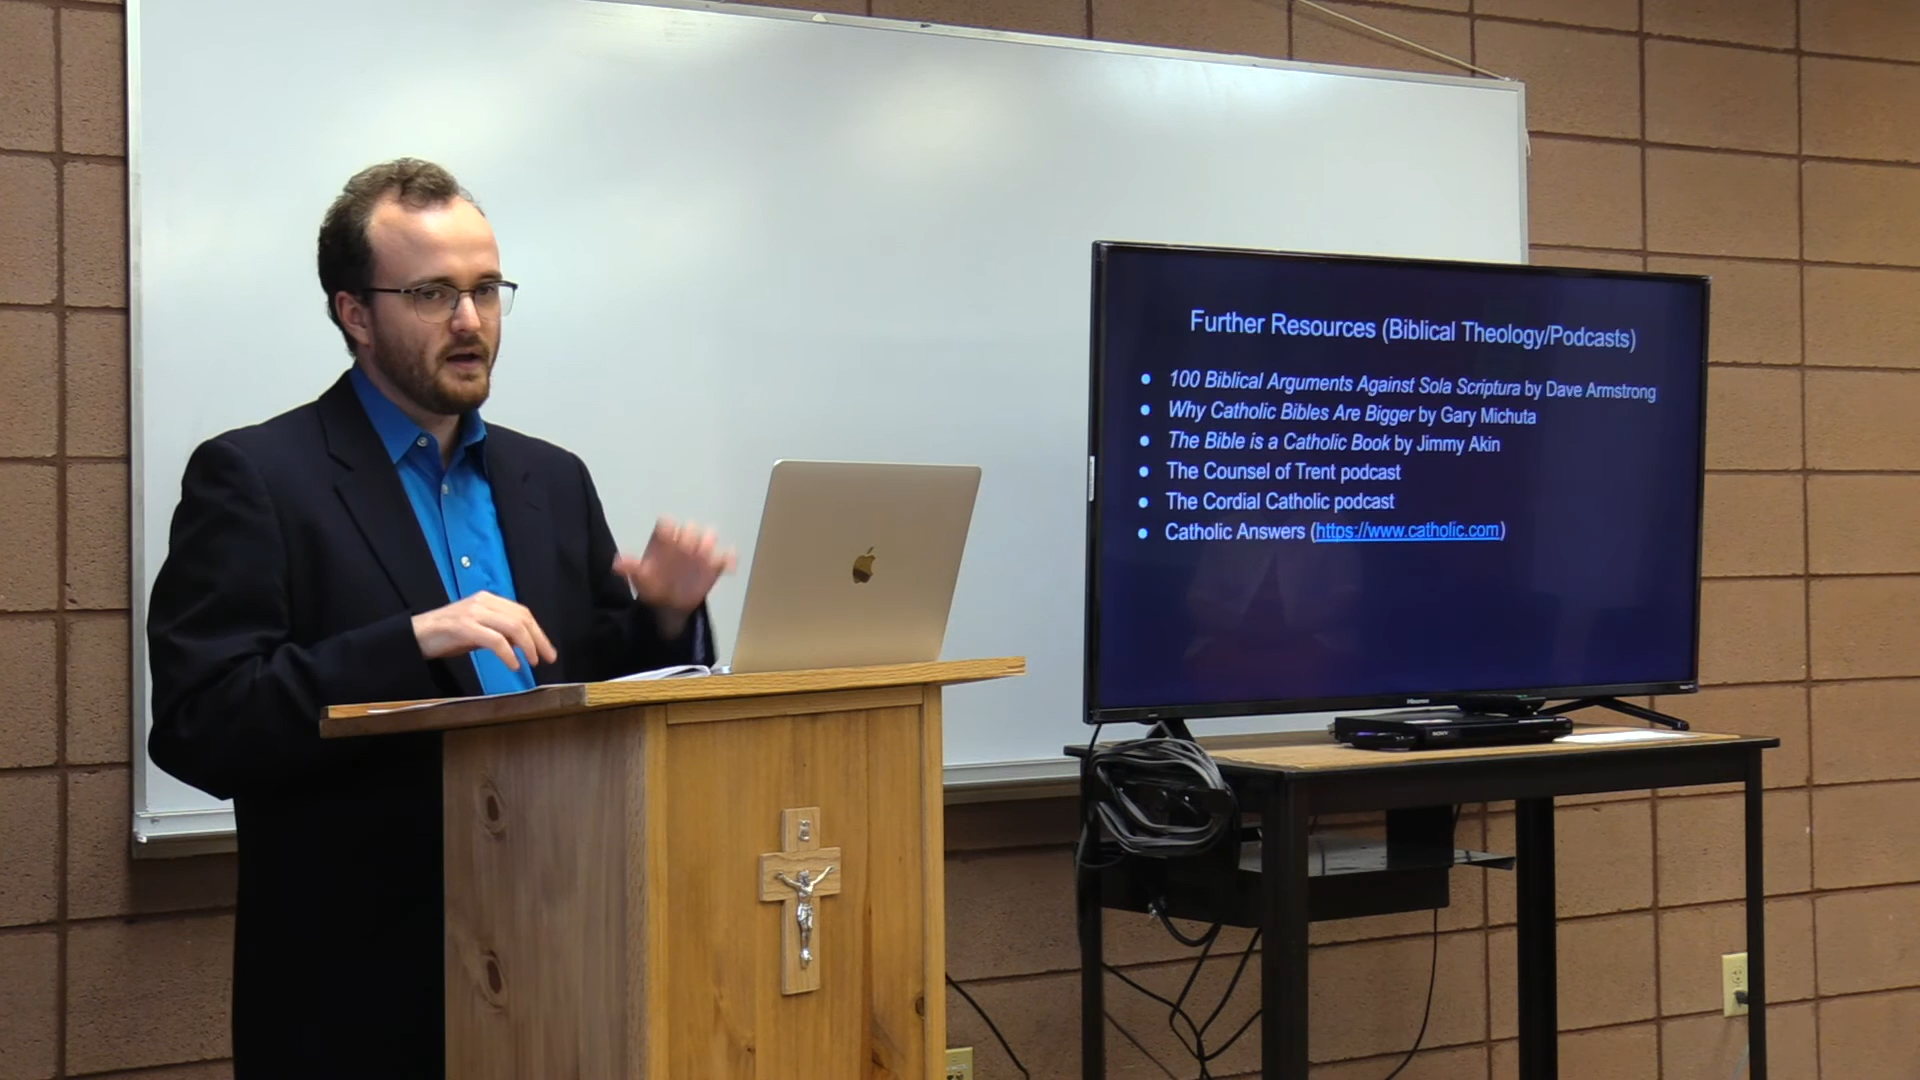 Further Resources (Biblical Theology/Podcasts)
● 100 Biblical Arguments Against Sola Scriptura by Dave Armstrong
● Why Catholic Bibles Are Bigger by Gary Michuta
● The Bible is a Catholic Book by Jimmy Akin
● The Counsel of Trent podcast
● The Cordial Catholic podcast
● Catholic Answers (https://www.catholic.com)
Hisense
SONY